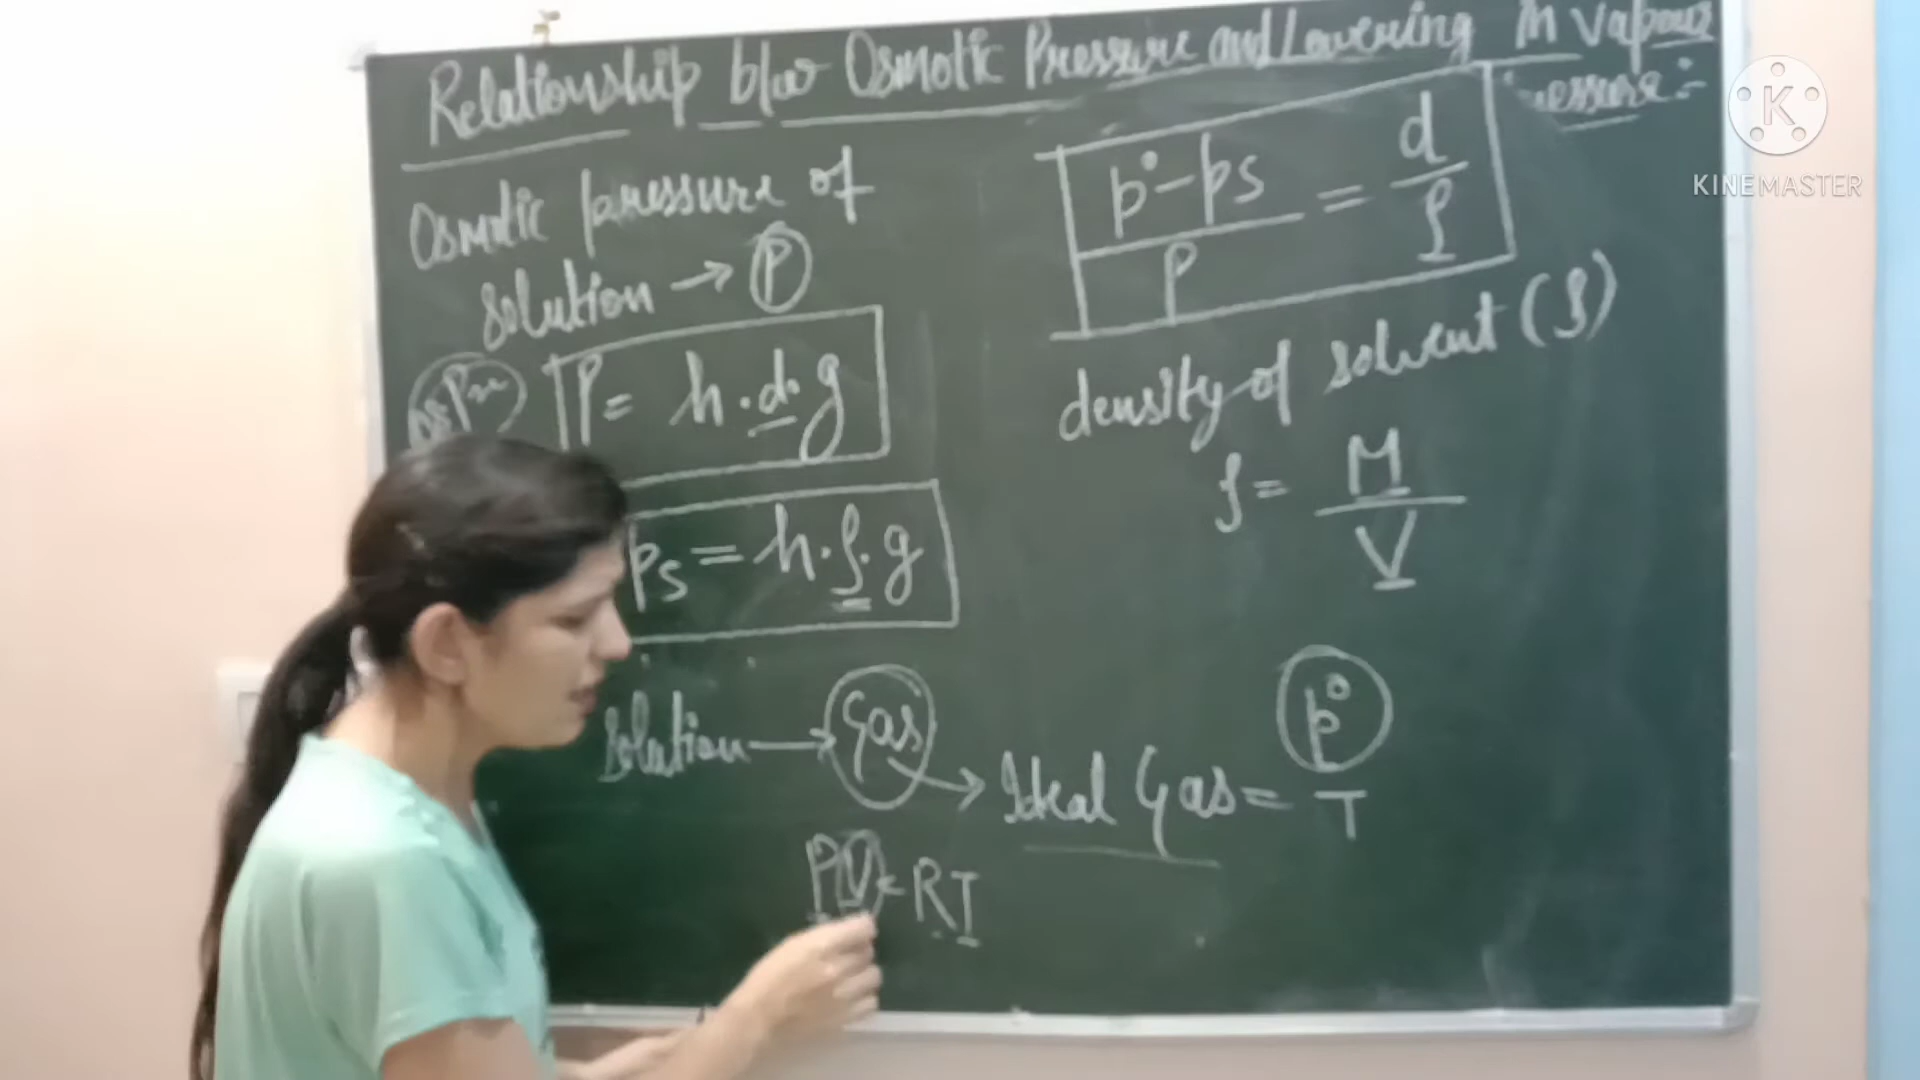 Relationship b/w Osmotic Pressure and Lowering in Vapour
Osmotic pressure of
solution → P
P = h.d.g
ps = h.ρ.g
solution → Gas → Ideal Gas =
PV = RT
p° - ps / P = d / ρ
density of solvent (ρ)
ρ = M / V
p°
T
K
KINEMASTER